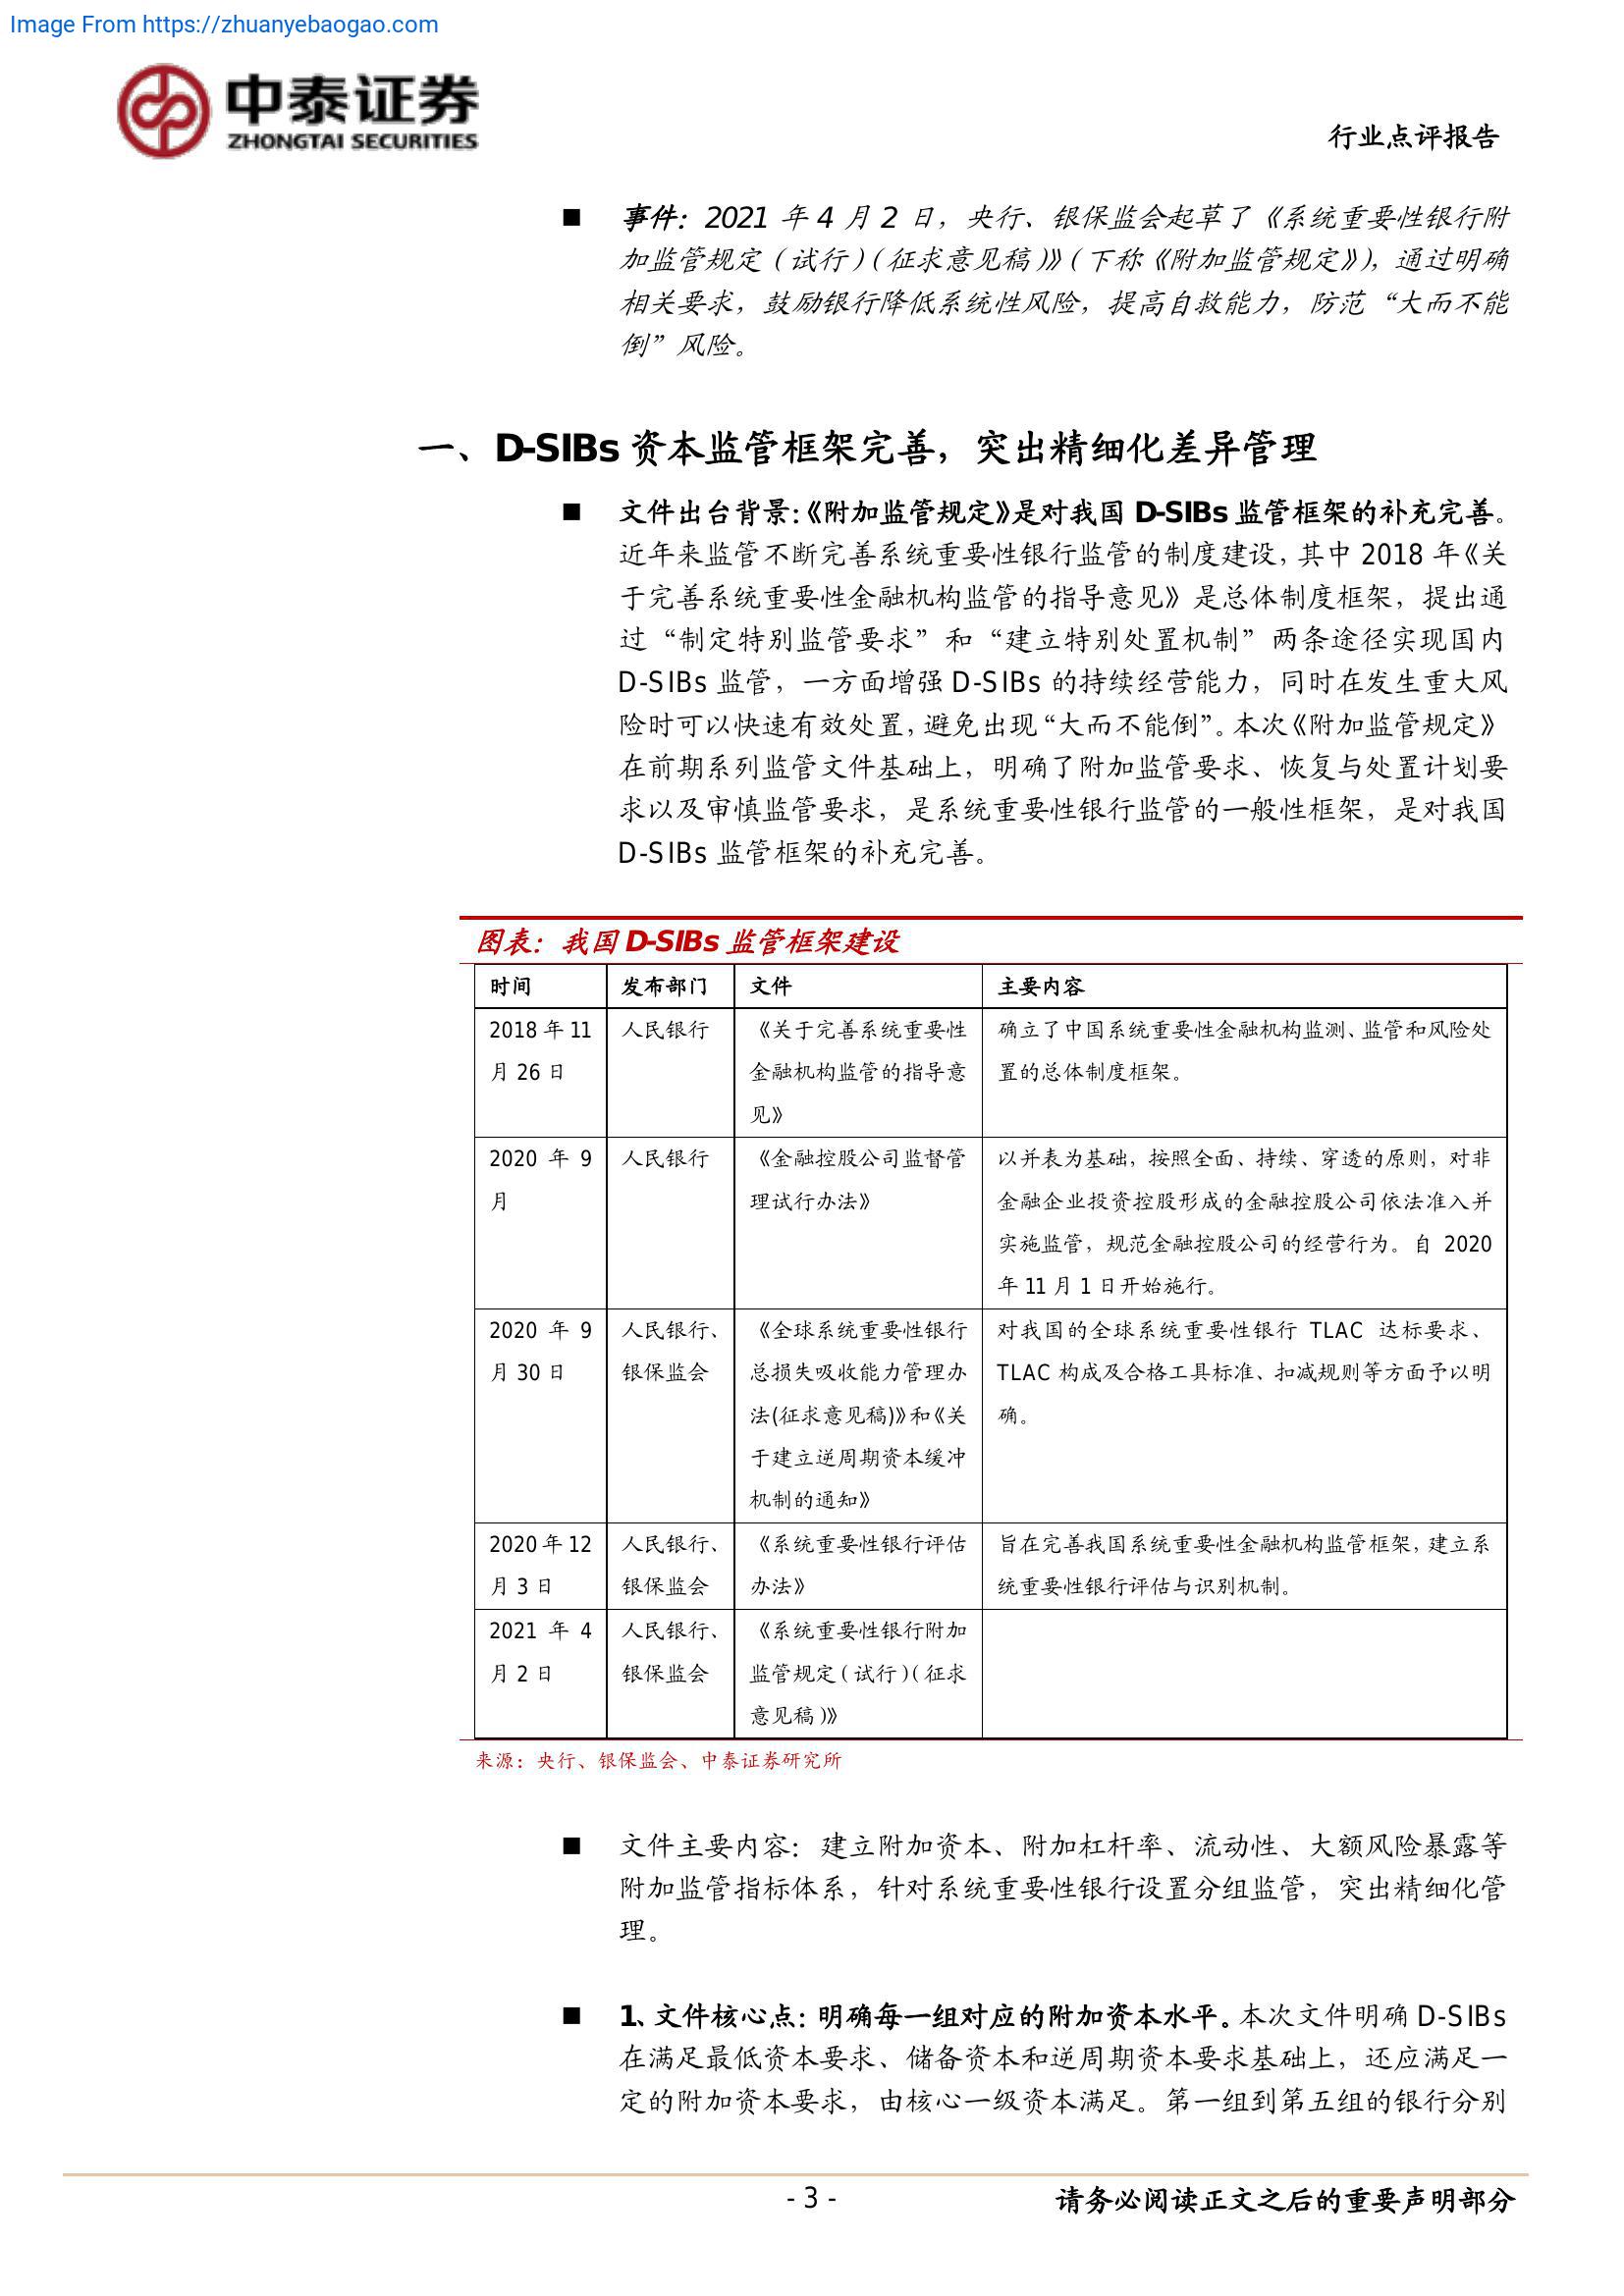 Image From https://zhuanyebaogao.com
中泰证券
ZHONGTAI SECURITIES
行业点评报告
■ 事件：2021 年 4 月 2 日，央行、银保监会起草了《系统重要性银行附
加监管规定（试行）（征求意见稿）》（下称《附加监管规定》），通过明确
相关要求，鼓励银行降低系统性风险，提高自救能力，防范“大而不能
倒”风险。
一、D-SIBs 资本监管框架完善，突出精细化差异管理
■ 文件出台背景：《附加监管规定》是对我国 D-SIBs 监管框架的补充完善。
近年来监管不断完善系统重要性银行监管的制度建设，其中 2018 年《关
于完善系统重要性金融机构监管的指导意见》是总体制度框架，提出通
过“制定特别监管要求”和“建立特别处置机制”两条途径实现国内
D-SIBs 监管，一方面增强 D-SIBs 的持续经营能力，同时在发生重大风
险时可以快速有效处置，避免出现“大而不能倒”。本次《附加监管规定》
在前期系列监管文件基础上，明确了附加监管要求、恢复与处置计划要
求以及审慎监管要求，是系统重要性银行监管的一般性框架，是对我国
D-SIBs 监管框架的补充完善。
图表：我国 D-SIBs 监管框架建设
时间 发布部门 文件 主要内容
2018 年 11 人民银行 《关于完善系统重要性 确立了中国系统重要性金融机构监测、监管和风险处
月 26 日 金融机构监管的指导意 置的总体制度框架。
见》
2020 年 9 人民银行 《金融控股公司监督管 以并表为基础，按照全面、持续、穿透的原则，对非
月 理试行办法》 金融企业投资控股形成的金融控股公司依法准入并
实施监管，规范金融控股公司的经营行为。自 2020
年 11 月 1 日开始施行。
2020 年 9 人民银行、 《全球系统重要性银行 对我国的全球系统重要性银行 TLAC 达标要求、
月 30 日 银保监会 总损失吸收能力管理办 TLAC 构成及合格工具标准、扣减规则等方面予以明
法(征求意见稿)》和《关 确。
于建立逆周期资本缓冲
机制的通知》
2020 年 12 人民银行、 《系统重要性银行评估 旨在完善我国系统重要性金融机构监管框架，建立系
月 3 日 银保监会 办法》 统重要性银行评估与识别机制。
2021 年 4 人民银行、 《系统重要性银行附加
月 2 日 银保监会 监管规定（试行）（征求
意见稿）》
来源：央行、银保监会、中泰证券研究所
■ 文件主要内容：建立附加资本、附加杠杆率、流动性、大额风险暴露等
附加监管指标体系，针对系统重要性银行设置分组监管，突出精细化管
理。
■ 1、文件核心点：明确每一组对应的附加资本水平。本次文件明确 D-SIBs
在满足最低资本要求、储备资本和逆周期资本要求基础上，还应满足一
定的附加资本要求，由核心一级资本满足。第一组到第五组的银行分别
- 3 -
请务必阅读正文之后的重要声明部分